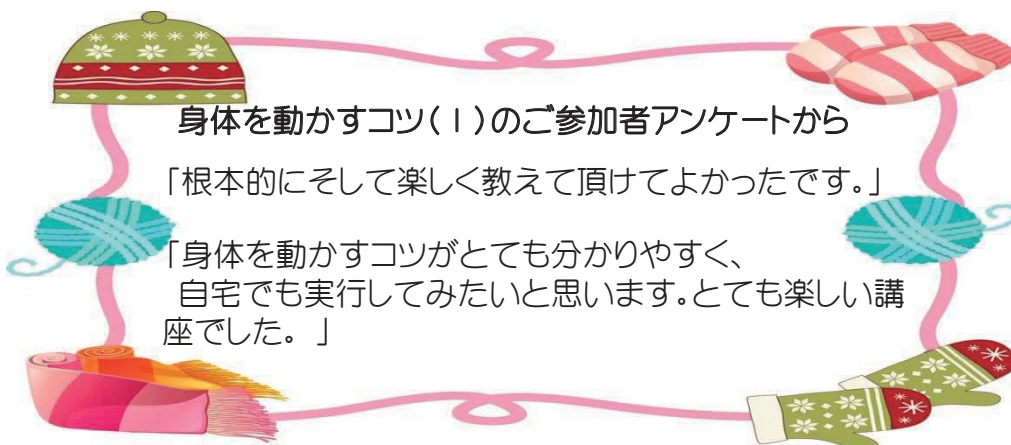 身体を動かすコツ(1)のご参加者アンケートから
「根本的にそして楽しく教えて頂けてよかったです。」
「身体を動かすコツがとても分かりやすく、
自宅でも実行してみたいと思います。とても楽しい講
座でした。 」